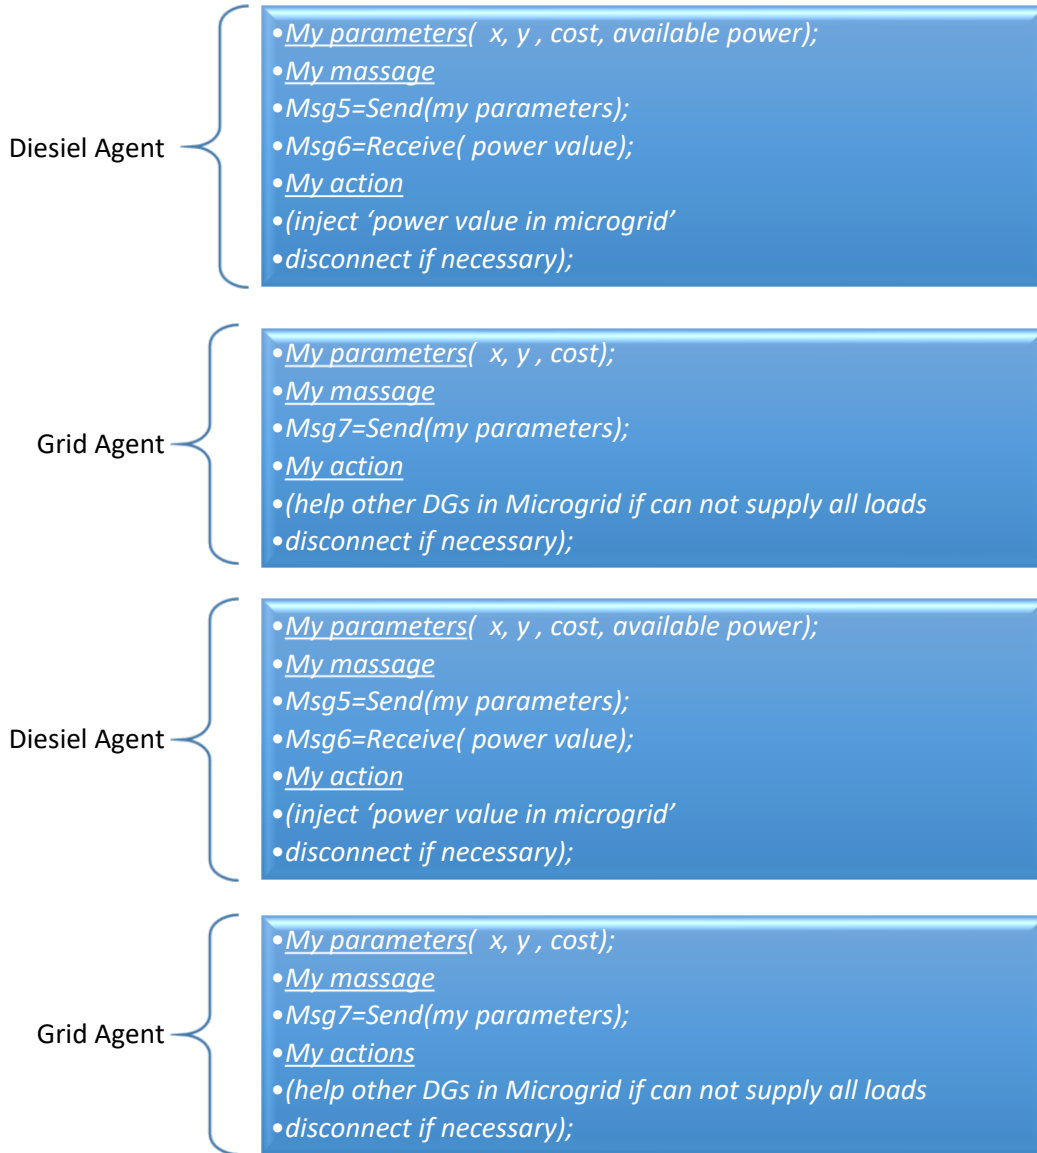 •My parameters( x, y , cost, available power);
•My massage
•Msg5=Send(my parameters);
Diesiel Agent
•Msg6=Receive( power value);
•My action
•(inject ‘power value in microgrid’
•disconnect if necessary);
•My parameters( x, y , cost);
•My massage
•Msg7=Send(my parameters);
Grid Agent
•My action
•(help other DGs in Microgrid if can not supply all loads
•disconnect if necessary);
•My parameters( x, y , cost, available power);
•My massage
•Msg5=Send(my parameters);
Diesiel Agent
•Msg6=Receive( power value);
•My action
•(inject ‘power value in microgrid’
•disconnect if necessary);
•My parameters( x, y , cost);
•My massage
•Msg7=Send(my parameters);
Grid Agent
•My actions
•(help other DGs in Microgrid if can not supply all loads
•disconnect if necessary);